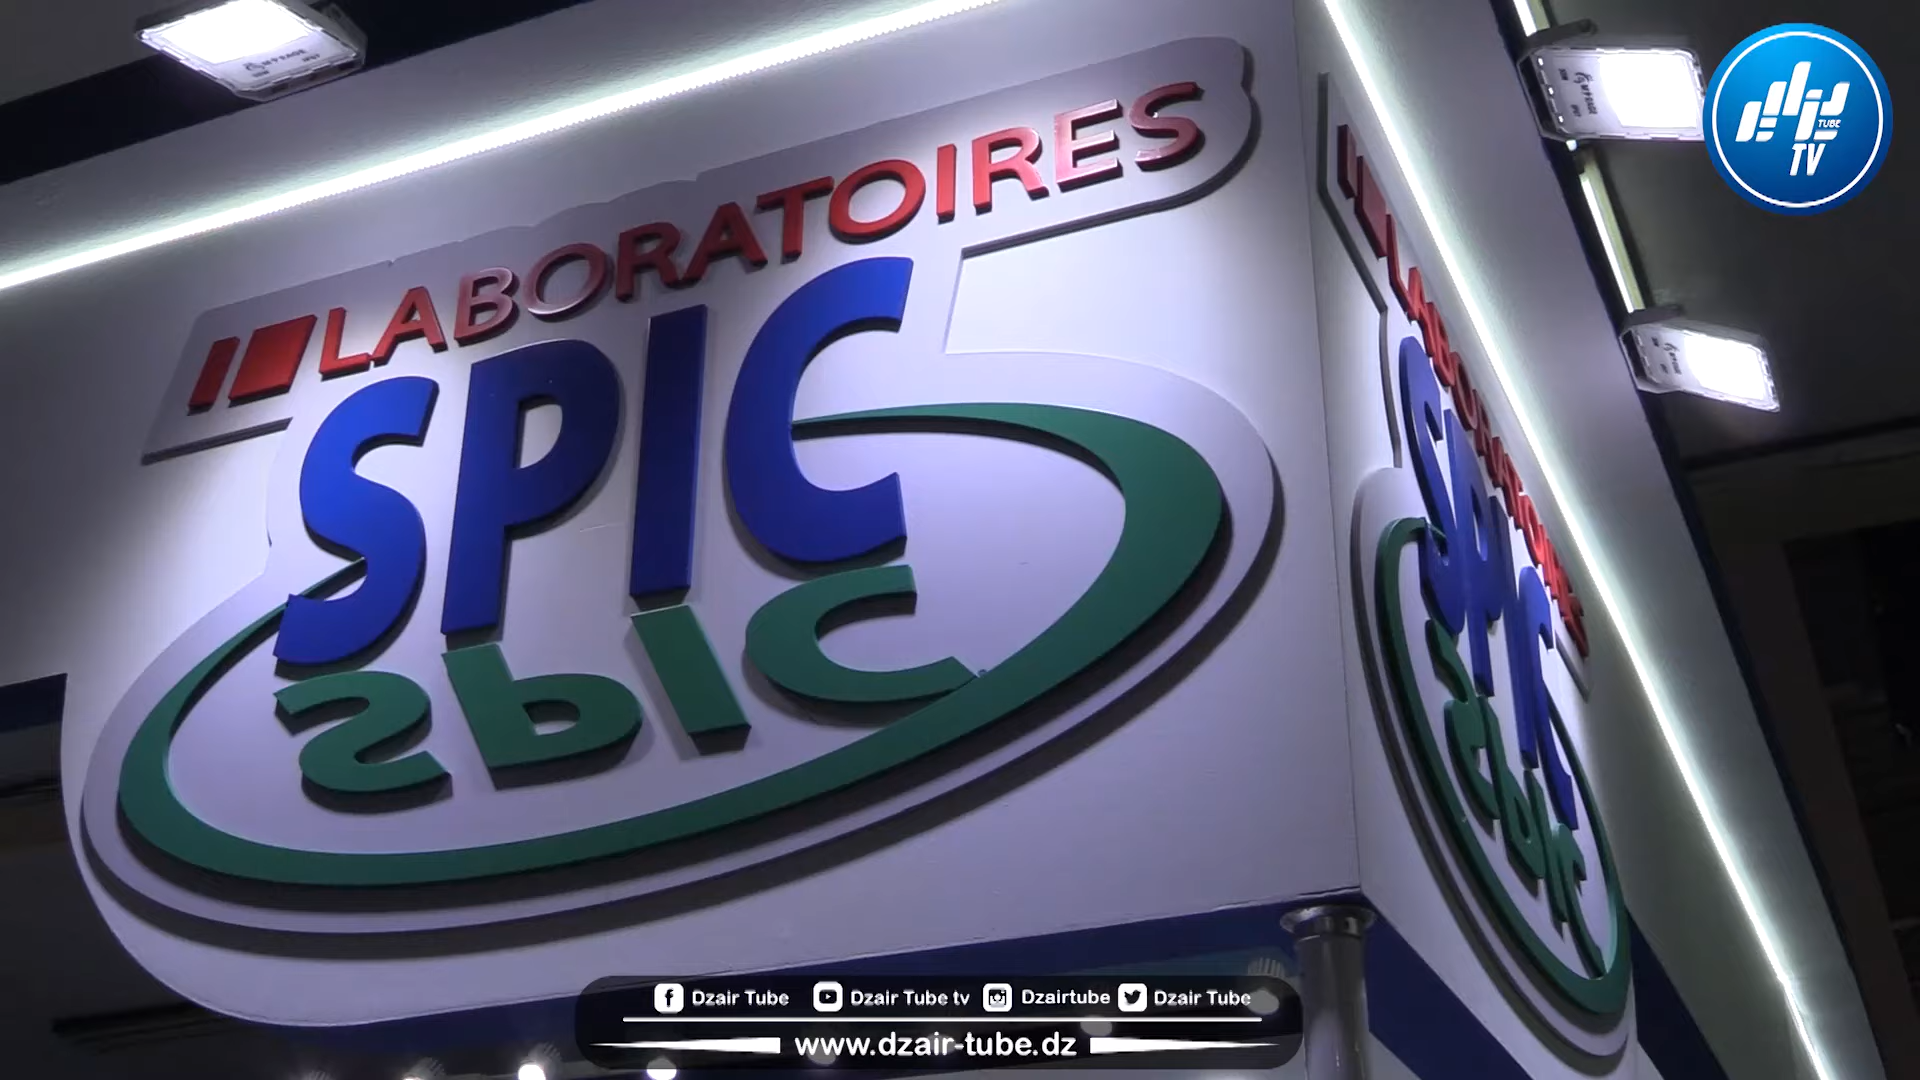 LABORATOIRES
SPIC
SPIC
LABORATOIRES
SPIC
SPIC
TUBE
TV
Dzair Tube
Dzair Tube tv
Dzairtube
Dzair Tube
www.dzair-tube.dz